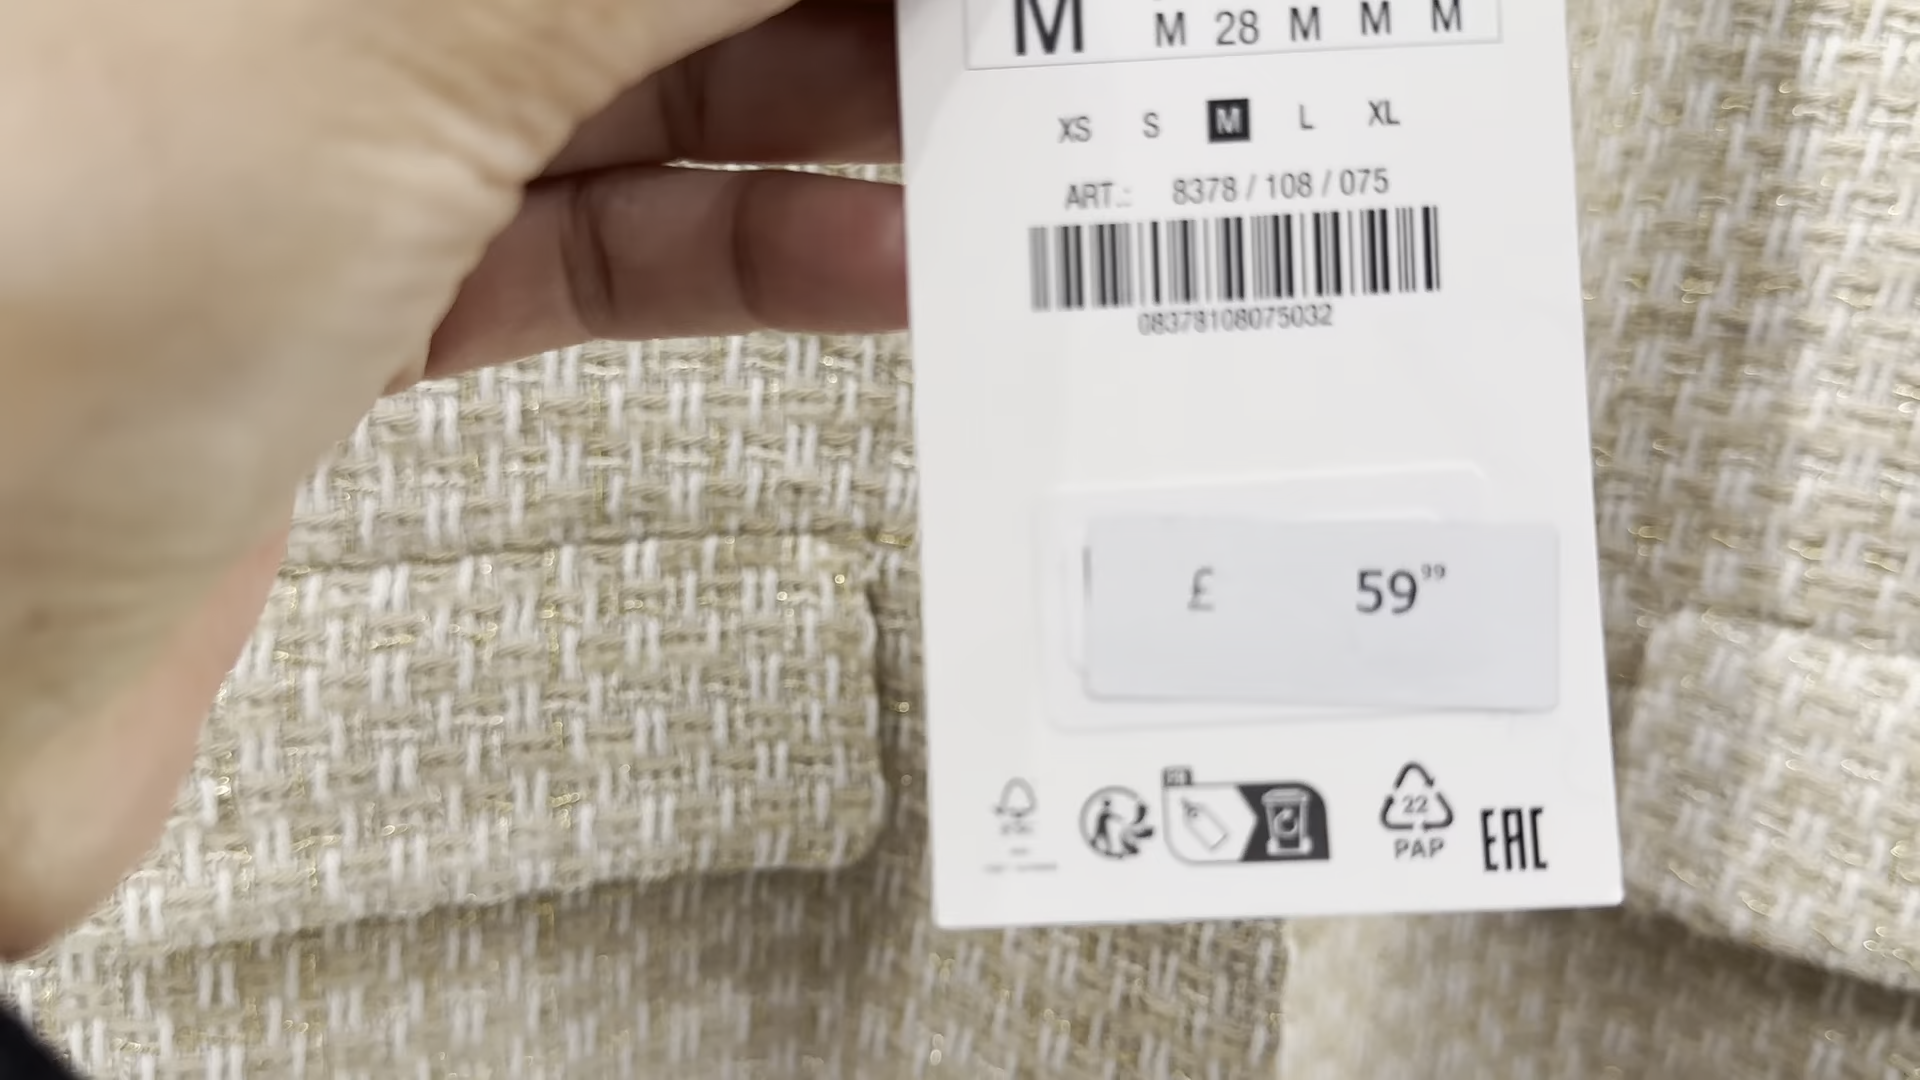 M M 28 M M M
XS S M L XL
ART.: 8378 / 108 / 075
08378108075032
£ 59⁹⁹
22
PAP
EAC